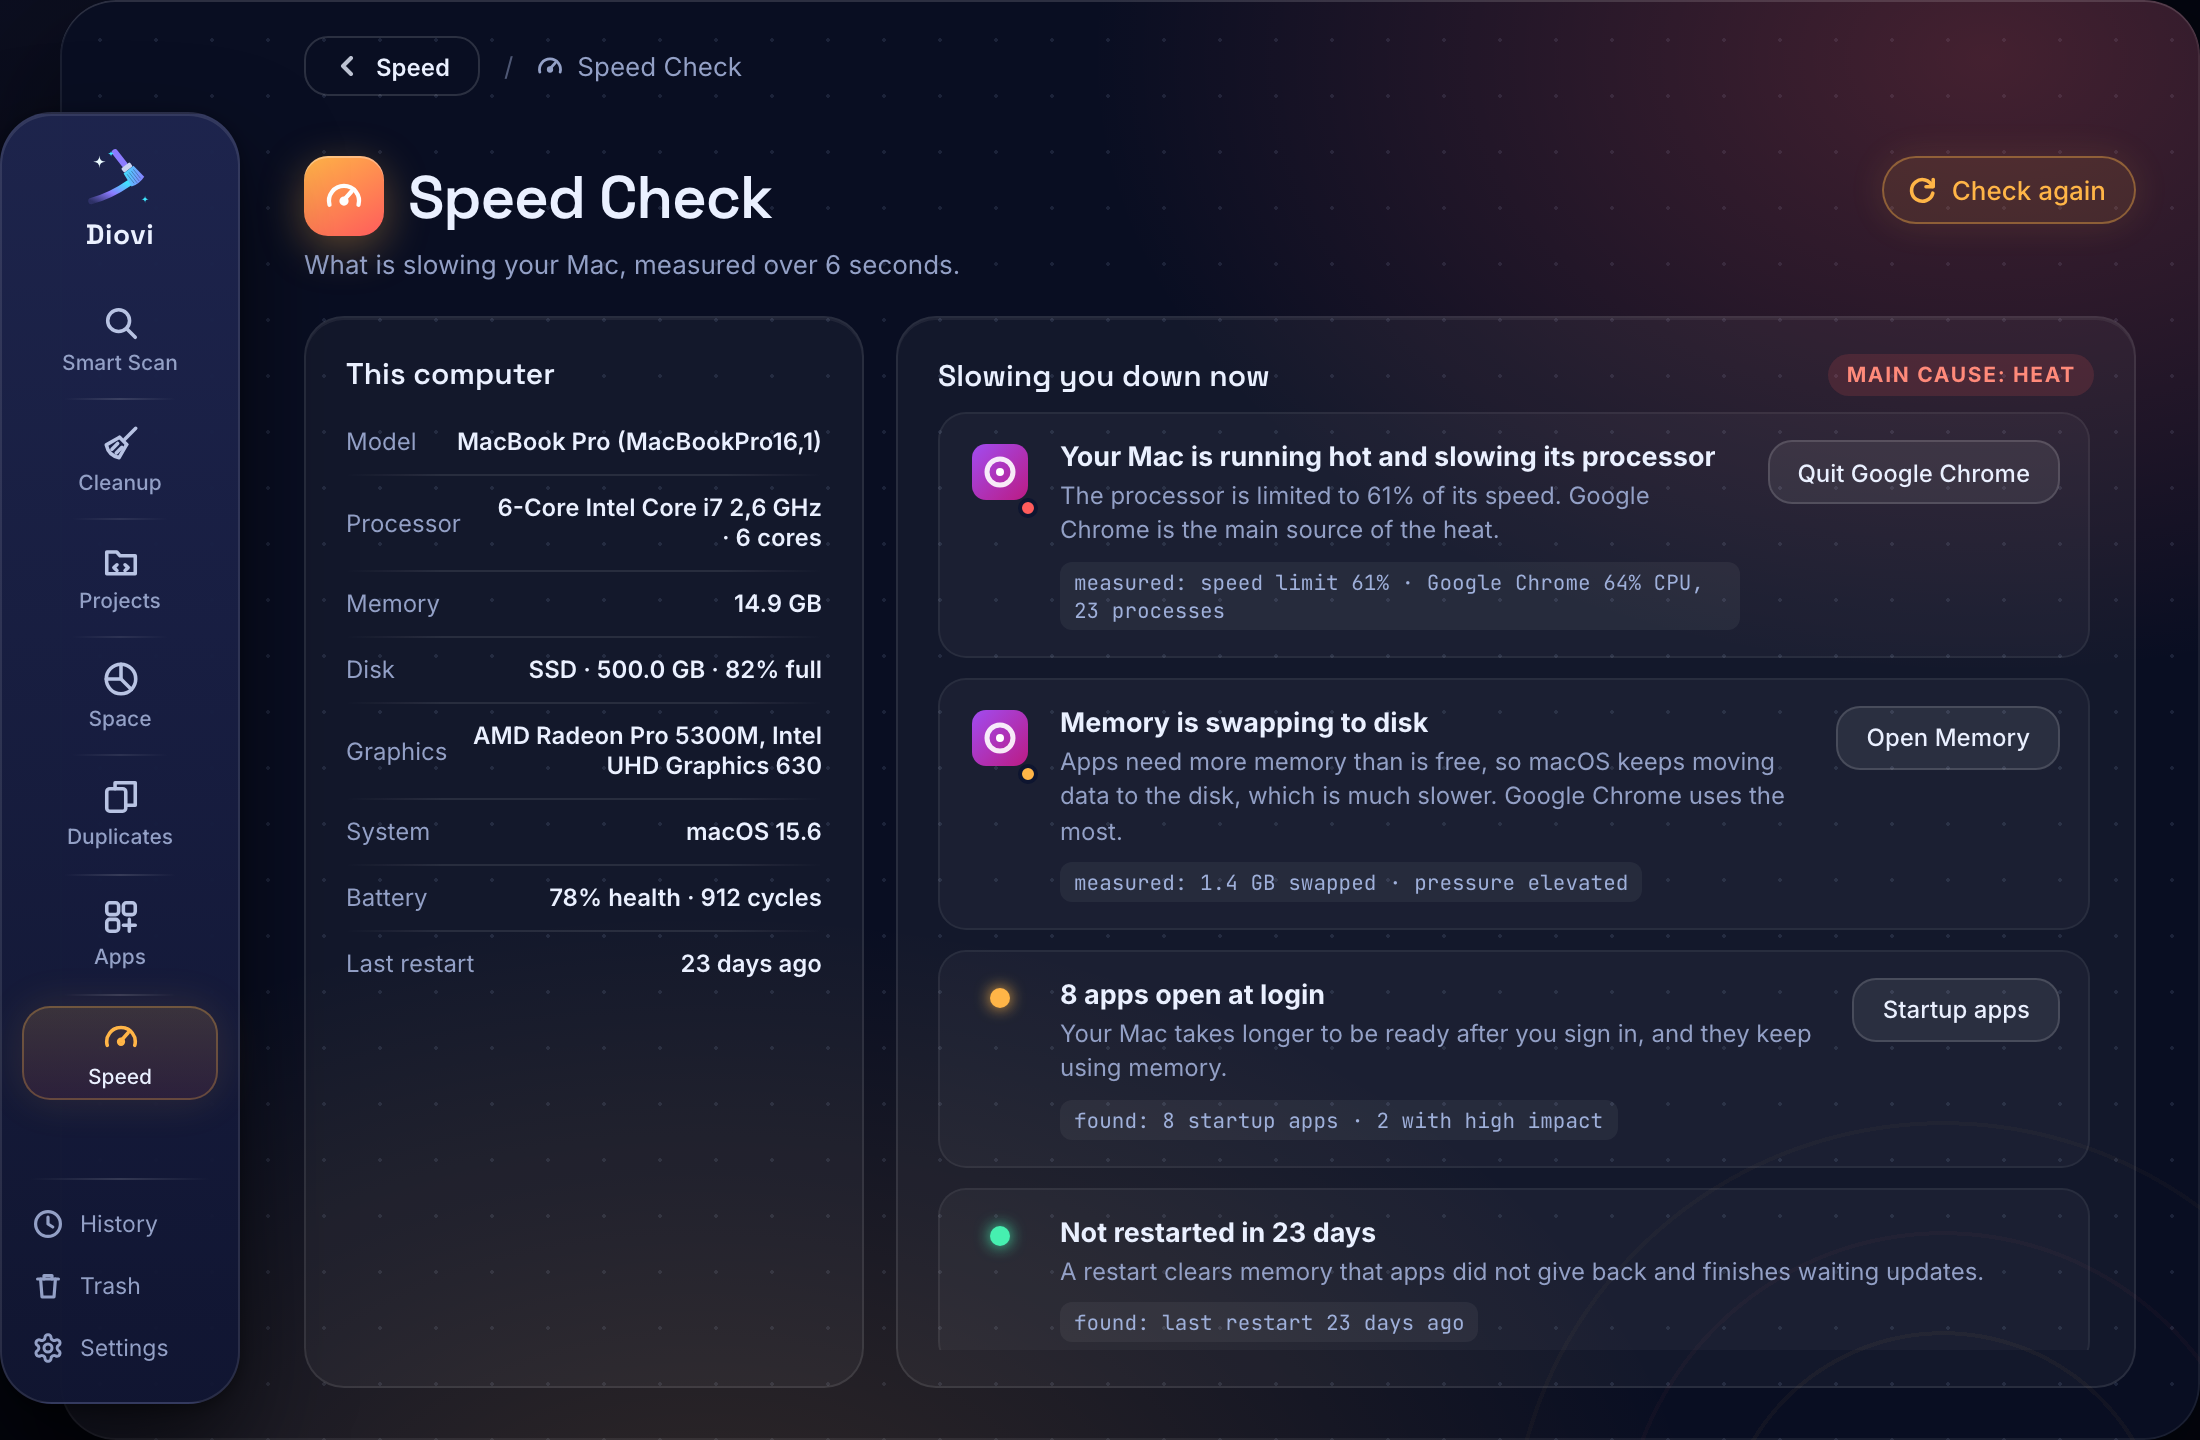 Speed / Speed Check
Diovi
Smart Scan
Cleanup
Projects
Space
Duplicates
Apps
Speed
History
Trash
Settings
Speed Check
Check again
What is slowing your Mac, measured over 6 seconds.
This computer
Model MacBook Pro (MacBookPro16,1)
Processor 6-Core Intel Core i7 2,6 GHz
· 6 cores
Memory 14.9 GB
Disk SSD · 500.0 GB · 82% full
Graphics AMD Radeon Pro 5300M, Intel
UHD Graphics 630
System macOS 15.6
Battery 78% health · 912 cycles
Last restart 23 days ago
Slowing you down now
MAIN CAUSE: HEAT
Your Mac is running hot and slowing its processor
The processor is limited to 61% of its speed. Google
Chrome is the main source of the heat.
measured: speed limit 61% · Google Chrome 64% CPU,
23 processes
Quit Google Chrome
Memory is swapping to disk
Apps need more memory than is free, so macOS keeps moving
data to the disk, which is much slower. Google Chrome uses the
most.
measured: 1.4 GB swapped · pressure elevated
Open Memory
8 apps open at login
Your Mac takes longer to be ready after you sign in, and they keep
using memory.
found: 8 startup apps · 2 with high impact
Startup apps
Not restarted in 23 days
A restart clears memory that apps did not give back and finishes waiting updates.
found: last restart 23 days ago